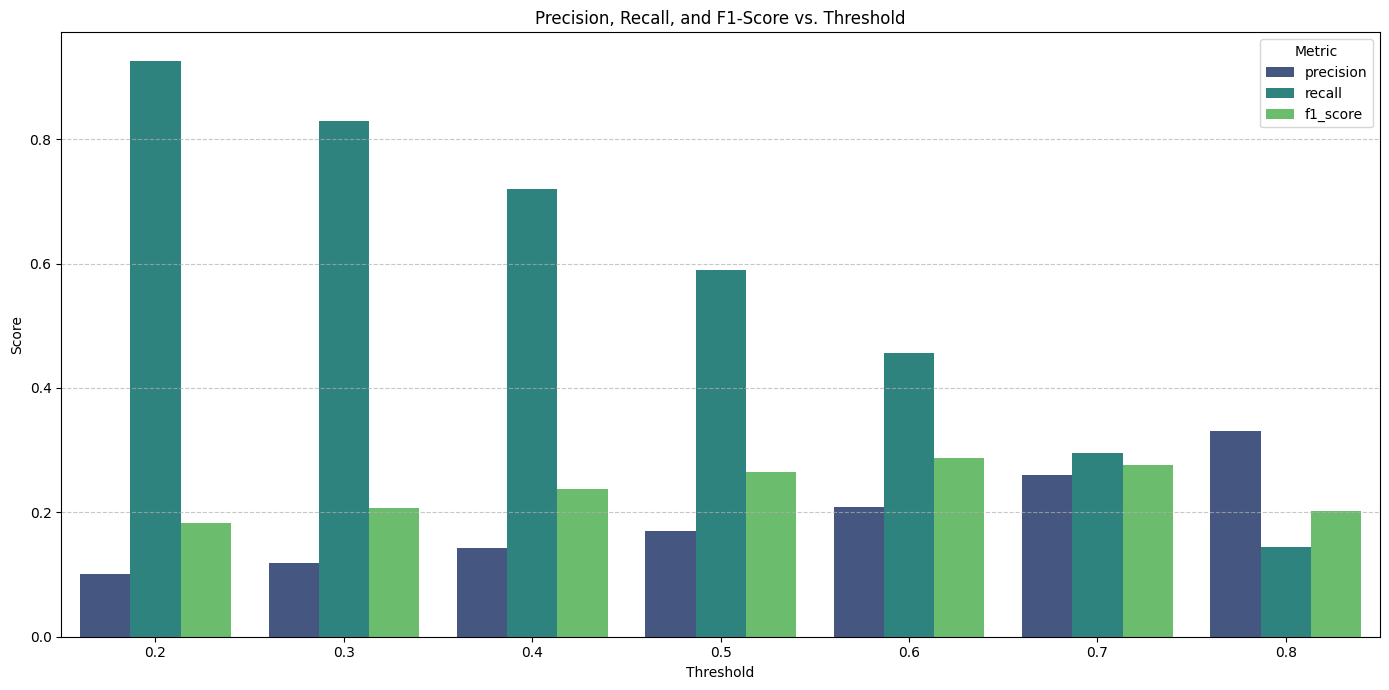 Precision, Recall, and F1-Score vs. Threshold
Metric
precision
recall
f1_score
0.8
0.6
0.4
0.2
0.0
Score
0.2 0.3 0.4 0.5 0.6 0.7 0.8
Threshold